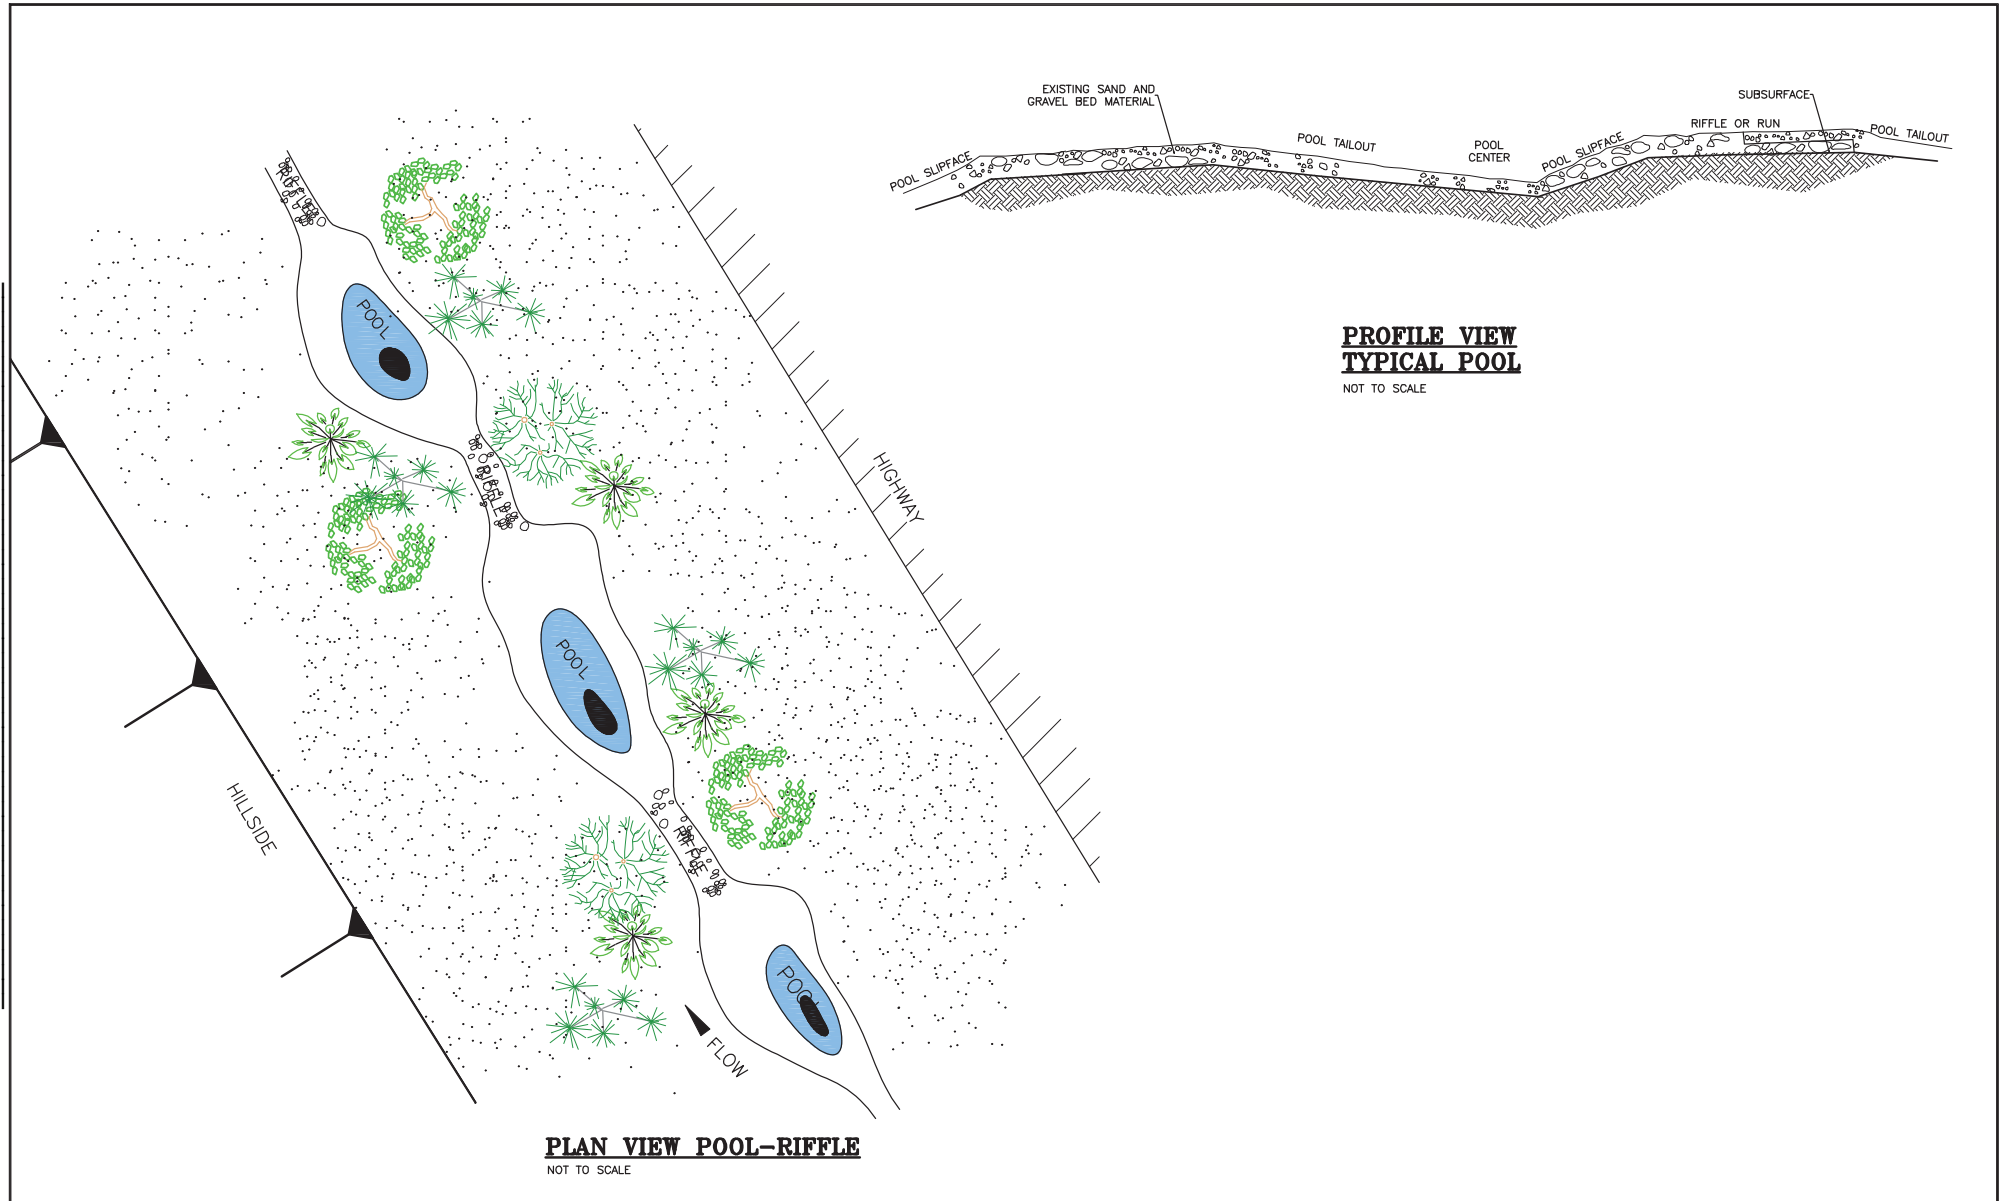 EXISTING SAND AND
GRAVEL BED MATERIAL
SUBSURFACE
RIFFLE OR RUN
POOL TAILOUT
POOL TAILOUT
POOL
CENTER
POOL SLIPFACE
POOL SLIPFACE
PROFILE VIEW
TYPICAL POOL
NOT TO SCALE
RIFFLE
POOL
RIFFLE
HIGHWAY
POOL
HILLSIDE
RIFFLE
POOL
FLOW
PLAN VIEW POOL-RIFFLE
NOT TO SCALE